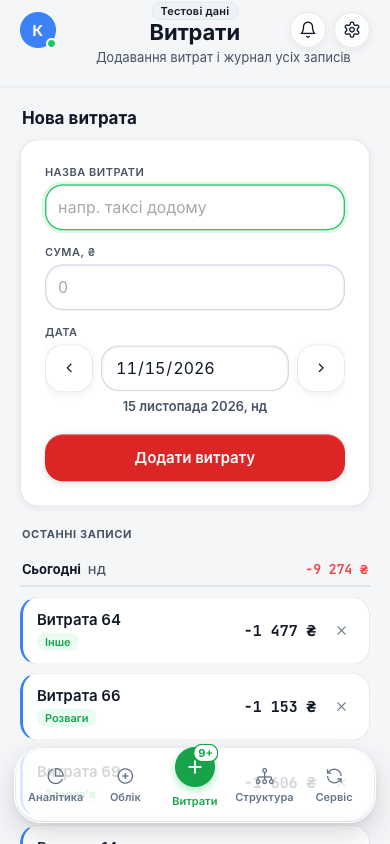 Тестові дані
К
Витрати
Додавання витрат і журнал усіх записів
Нова витрата
НАЗВА ВИТРАТИ
напр. таксі додому
СУМА, ₴
0
ДАТА
11/15/2026
15 листопада 2026, нд
Додати витрату
ОСТАННІ ЗАПИСИ
Сьогодні нд -9 274 ₴
Витрата 64
Інше
-1 477 ₴
Витрата 66
Розваги
-1 153 ₴
Витрата 69
Здоров'я
9+
Аналітика Облік Витрати Структура Сервіс